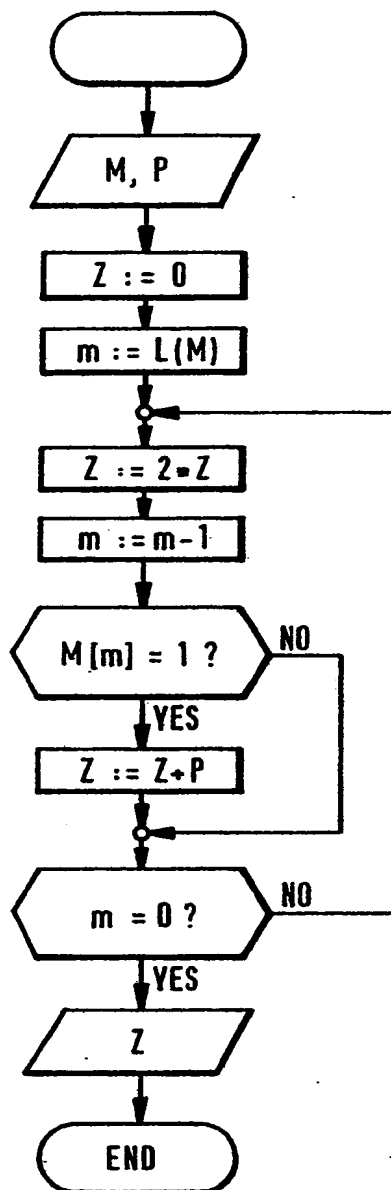 M, P
Z := 0
m := L(M)
Z := 2*Z
m := m-1
M[m] = 1 ?
NO
YES
Z := Z+P
m = 0 ?
NO
YES
Z
END